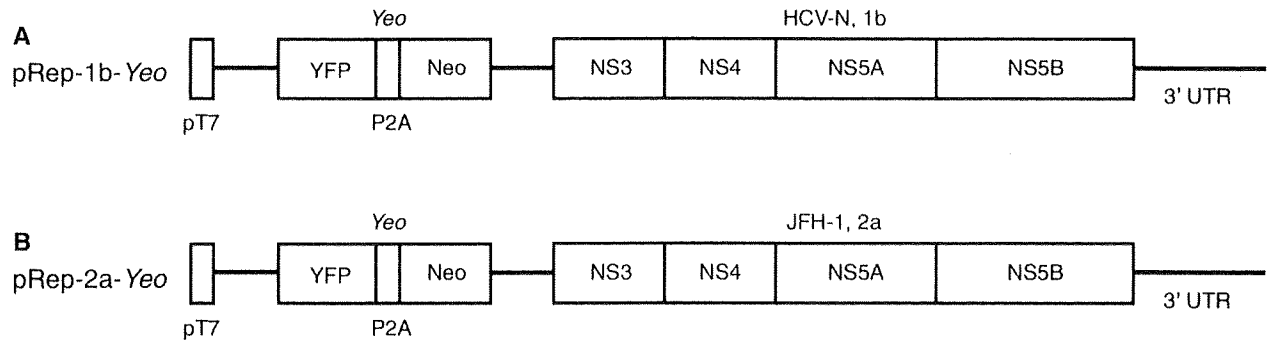 Yeo HCV-N, 1b
A
pRep-1b-Yeo YFP Neo NS3 NS4 NS5A NS5B
pT7 P2A 3' UTR
Yeo JFH-1, 2a
B
pRep-2a-Yeo YFP Neo NS3 NS4 NS5A NS5B
pT7 P2A 3' UTR